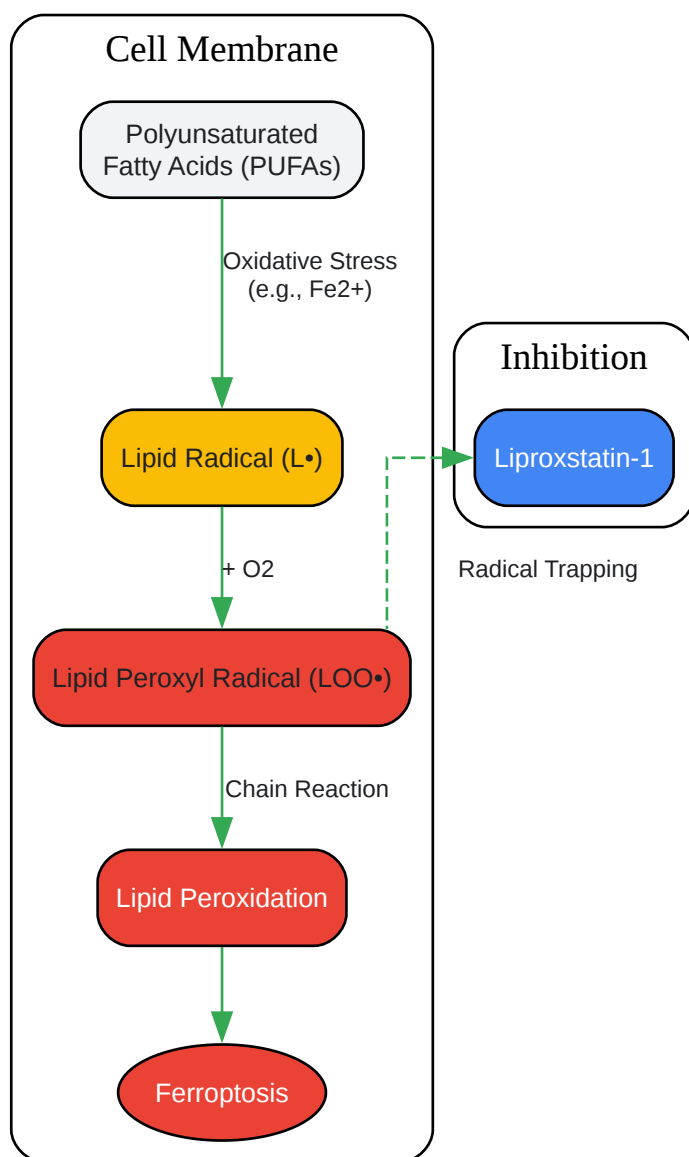 Cell Membrane
Polyunsaturated
Fatty Acids (PUFAs)
Oxidative Stress
(e.g., Fe2+)
Inhibition
Lipid Radical (L•)
Liproxstatin-1
+ O2
Radical Trapping
Lipid Peroxyl Radical (LOO•)
Chain Reaction
Lipid Peroxidation
Ferroptosis